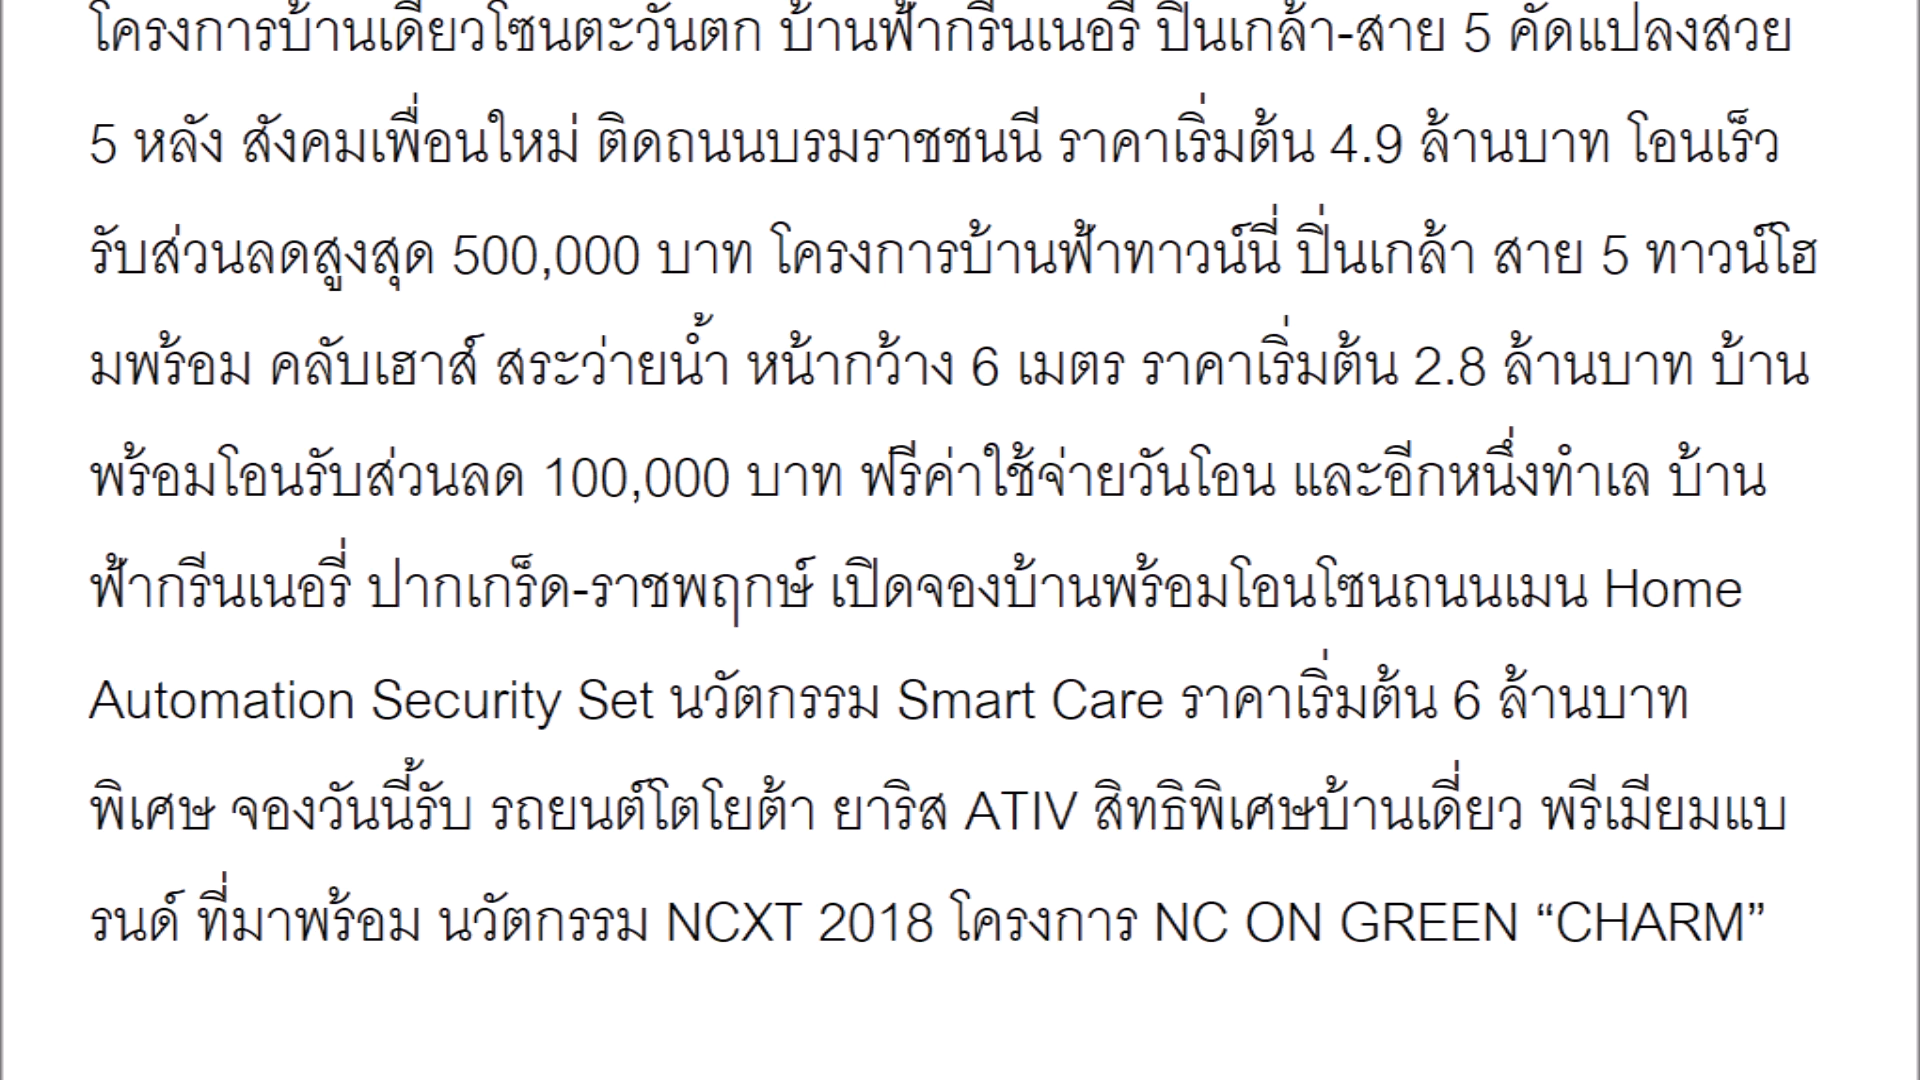 โครงการบ้านเดี่ยวโซนตะวันตก บ้านฟ้ากรีนเนอรี่ ปิ่นเกล้า-สาย 5 คัดแปลงสวย
5 หลัง สังคมเพื่อนใหม่ ติดถนนบรมราชชนนี ราคาเริ่มต้น 4.9 ล้านบาท โอนเร็ว
รับส่วนลดสูงสุด 500,000 บาท โครงการบ้านฟ้าทาวน์นี่ ปิ่นเกล้า สาย 5 ทาวน์โฮ
มพร้อม คลับเฮาส์ สระว่ายน้ำ หน้ากว้าง 6 เมตร ราคาเริ่มต้น 2.8 ล้านบาท บ้าน
พร้อมโอนรับส่วนลด 100,000 บาท ฟรีค่าใช้จ่ายวันโอน และอีกหนึ่งทำเล บ้าน
ฟ้ากรีนเนอรี่ ปากเกร็ด-ราชพฤกษ์ เปิดจองบ้านพร้อมโอนโซนถนนเมน Home
Automation Security Set นวัตกรรม Smart Care ราคาเริ่มต้น 6 ล้านบาท
พิเศษ จองวันนี้รับ รถยนต์โตโยต้า ยาริส ATIV สิทธิพิเศษบ้านเดี่ยว พรีเมียมแบ
รนด์ ที่มาพร้อม นวัตกรรม NCXT 2018 โครงการ NC ON GREEN “CHARM”